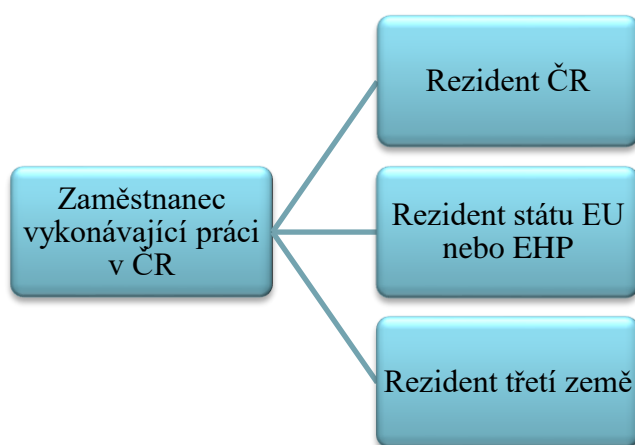 Rezident ČR
Zaměstnanec
vykonávající práci
v ČR
Rezident státu EU
nebo EHP
Rezident třetí země